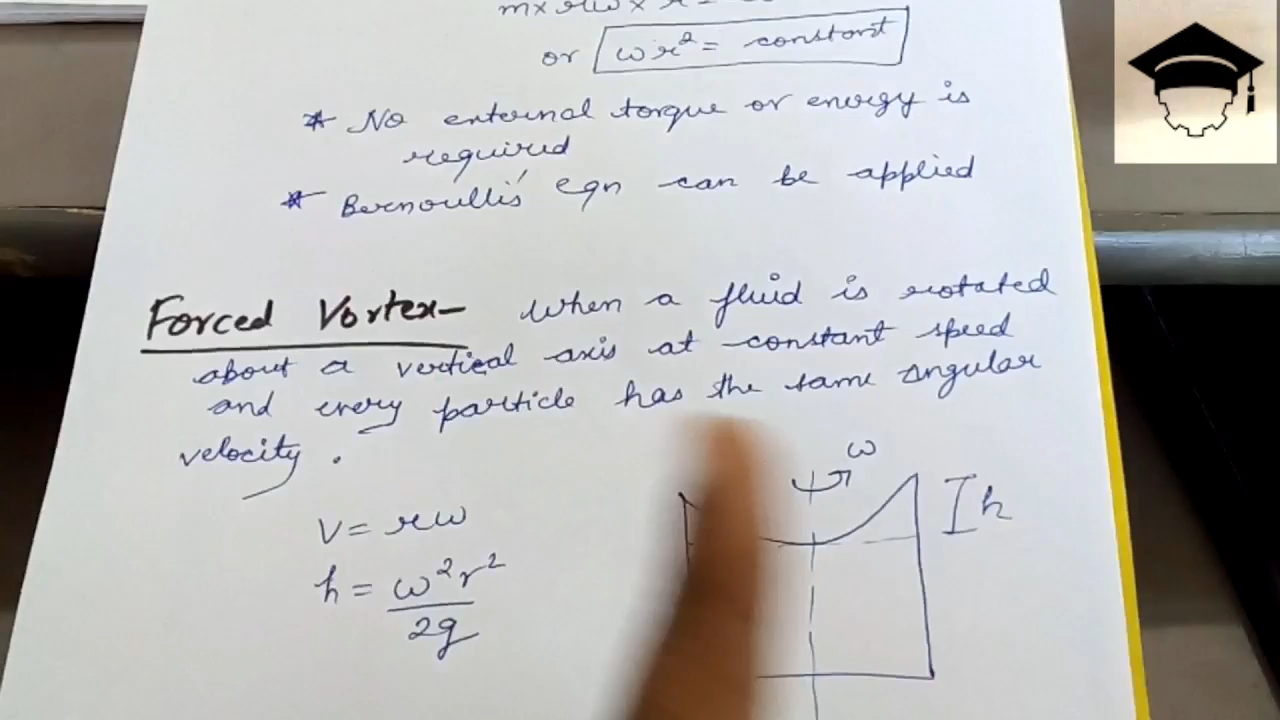 or ωr² = constant
* No external torque or energy is
required
* Bernoulli's eqn can be applied
Forced Vortex- When a fluid is rotated
about a vertical axis at constant speed
and every particle has the same angular
velocity.
ω
h
V = rω
h = ω²r²
2g